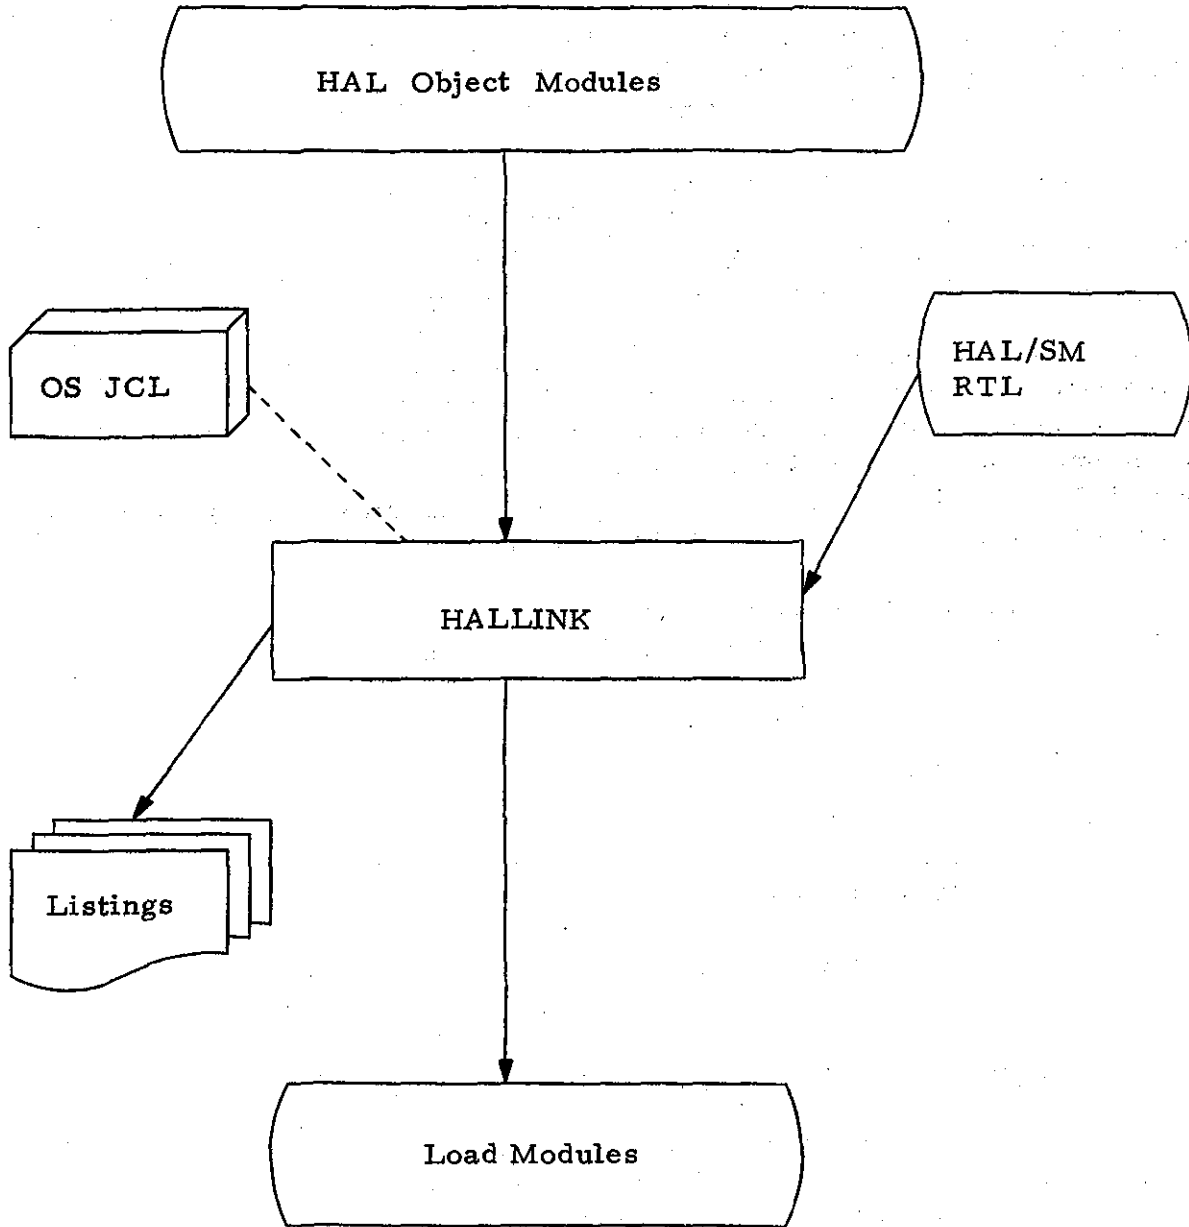 HAL Object Modules
OS JCL
HAL/SM
RTL
HALLINK
Listings
Load Modules